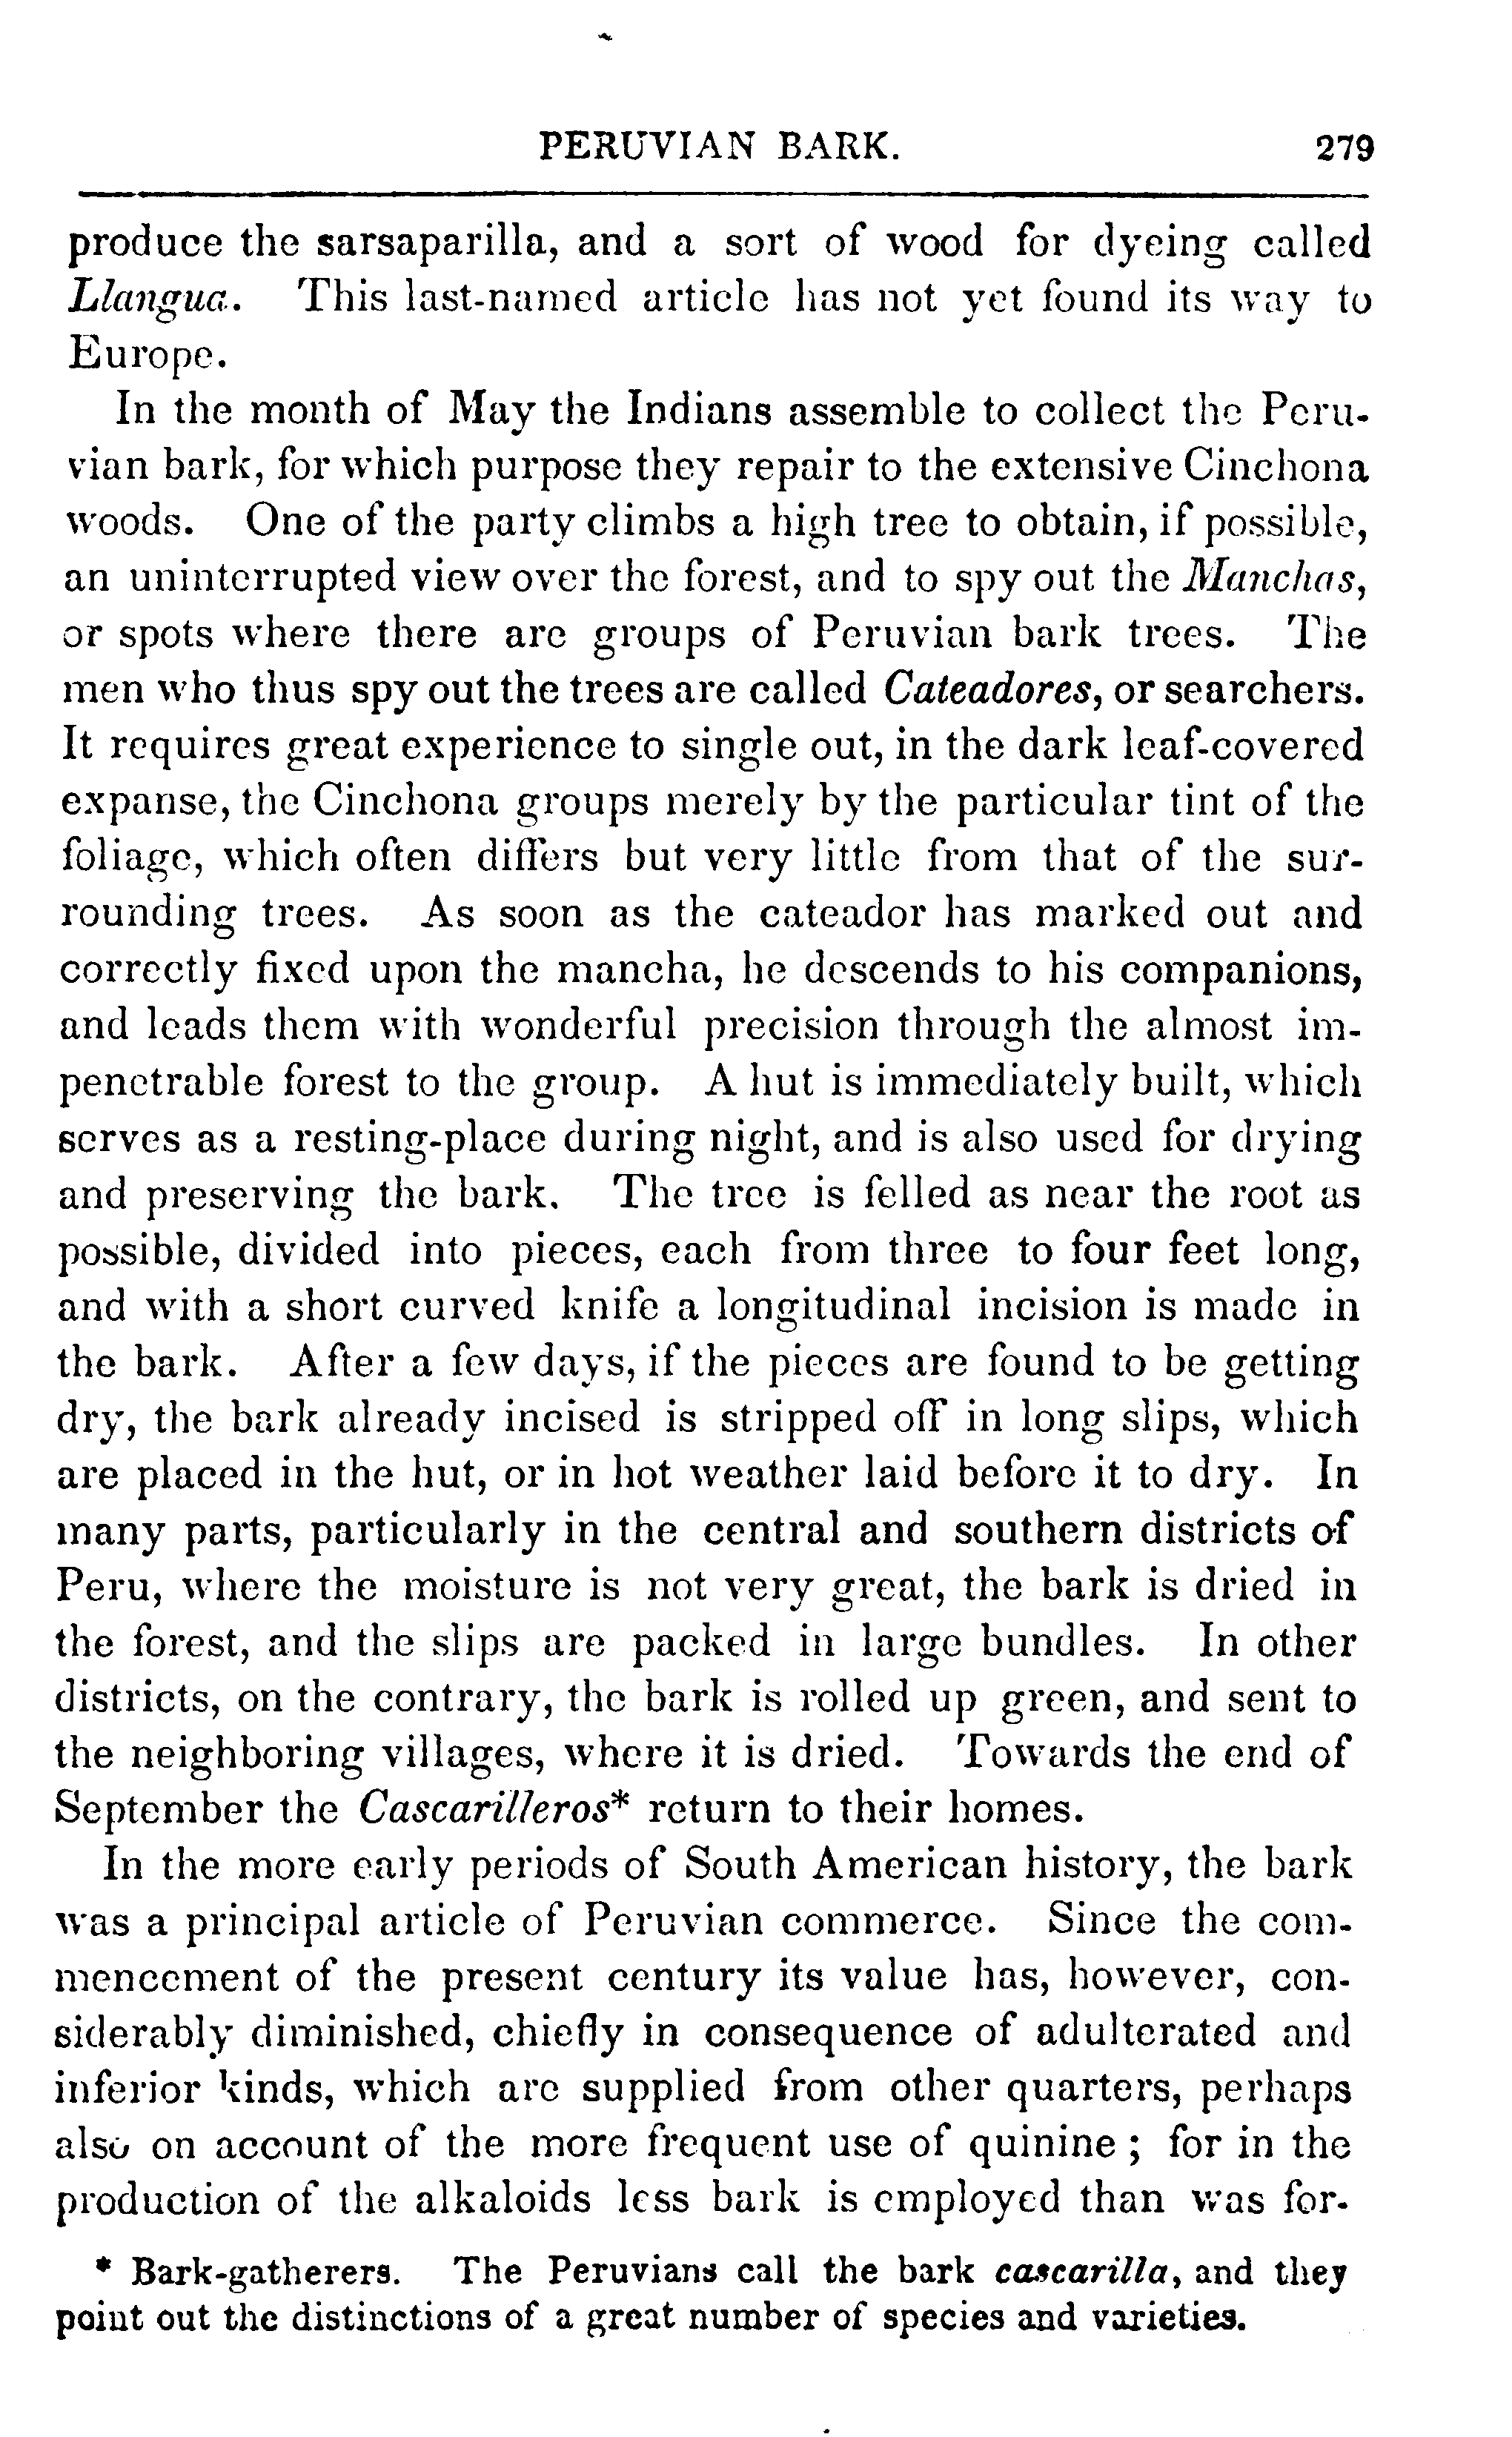 PERUVIAN BARK. 279
produce the sarsaparilla, and a sort of wood for dyeing called
Llangua. This last-named article has not yet found its way to
Europe.
In the month of May the Indians assemble to collect the Peru-
vian bark, for which purpose they repair to the extensive Cinchona
woods. One of the party climbs a high tree to obtain, if possible,
an uninterrupted view over the forest, and to spy out the Manchas,
or spots where there are groups of Peruvian bark trees. The
men who thus spy out the trees are called Cateadores, or searchers.
It requires great experience to single out, in the dark leaf-covered
expanse, the Cinchona groups merely by the particular tint of the
foliage, which often differs but very little from that of the sur-
rounding trees. As soon as the cateador has marked out and
correctly fixed upon the mancha, he descends to his companions,
and leads them with wonderful precision through the almost im-
penetrable forest to the group. A hut is immediately built, which
serves as a resting-place during night, and is also used for drying
and preserving the bark. The tree is felled as near the root as
possible, divided into pieces, each from three to four feet long,
and with a short curved knife a longitudinal incision is made in
the bark. After a few days, if the pieces are found to be getting
dry, the bark already incised is stripped off in long slips, which
are placed in the hut, or in hot weather laid before it to dry. In
many parts, particularly in the central and southern districts of
Peru, where the moisture is not very great, the bark is dried in
the forest, and the slips are packed in large bundles. In other
districts, on the contrary, the bark is rolled up green, and sent to
the neighboring villages, where it is dried. Towards the end of
September the Cascarilleros* return to their homes.
In the more early periods of South American history, the bark
was a principal article of Peruvian commerce. Since the com-
mencement of the present century its value has, however, con-
siderably diminished, chiefly in consequence of adulterated and
inferior kinds, which are supplied from other quarters, perhaps
also on account of the more frequent use of quinine ; for in the
production of the alkaloids less bark is employed than was for-
* Bark-gatherers. The Peruvians call the bark cascarilla, and they
point out the distinctions of a great number of species and varieties.